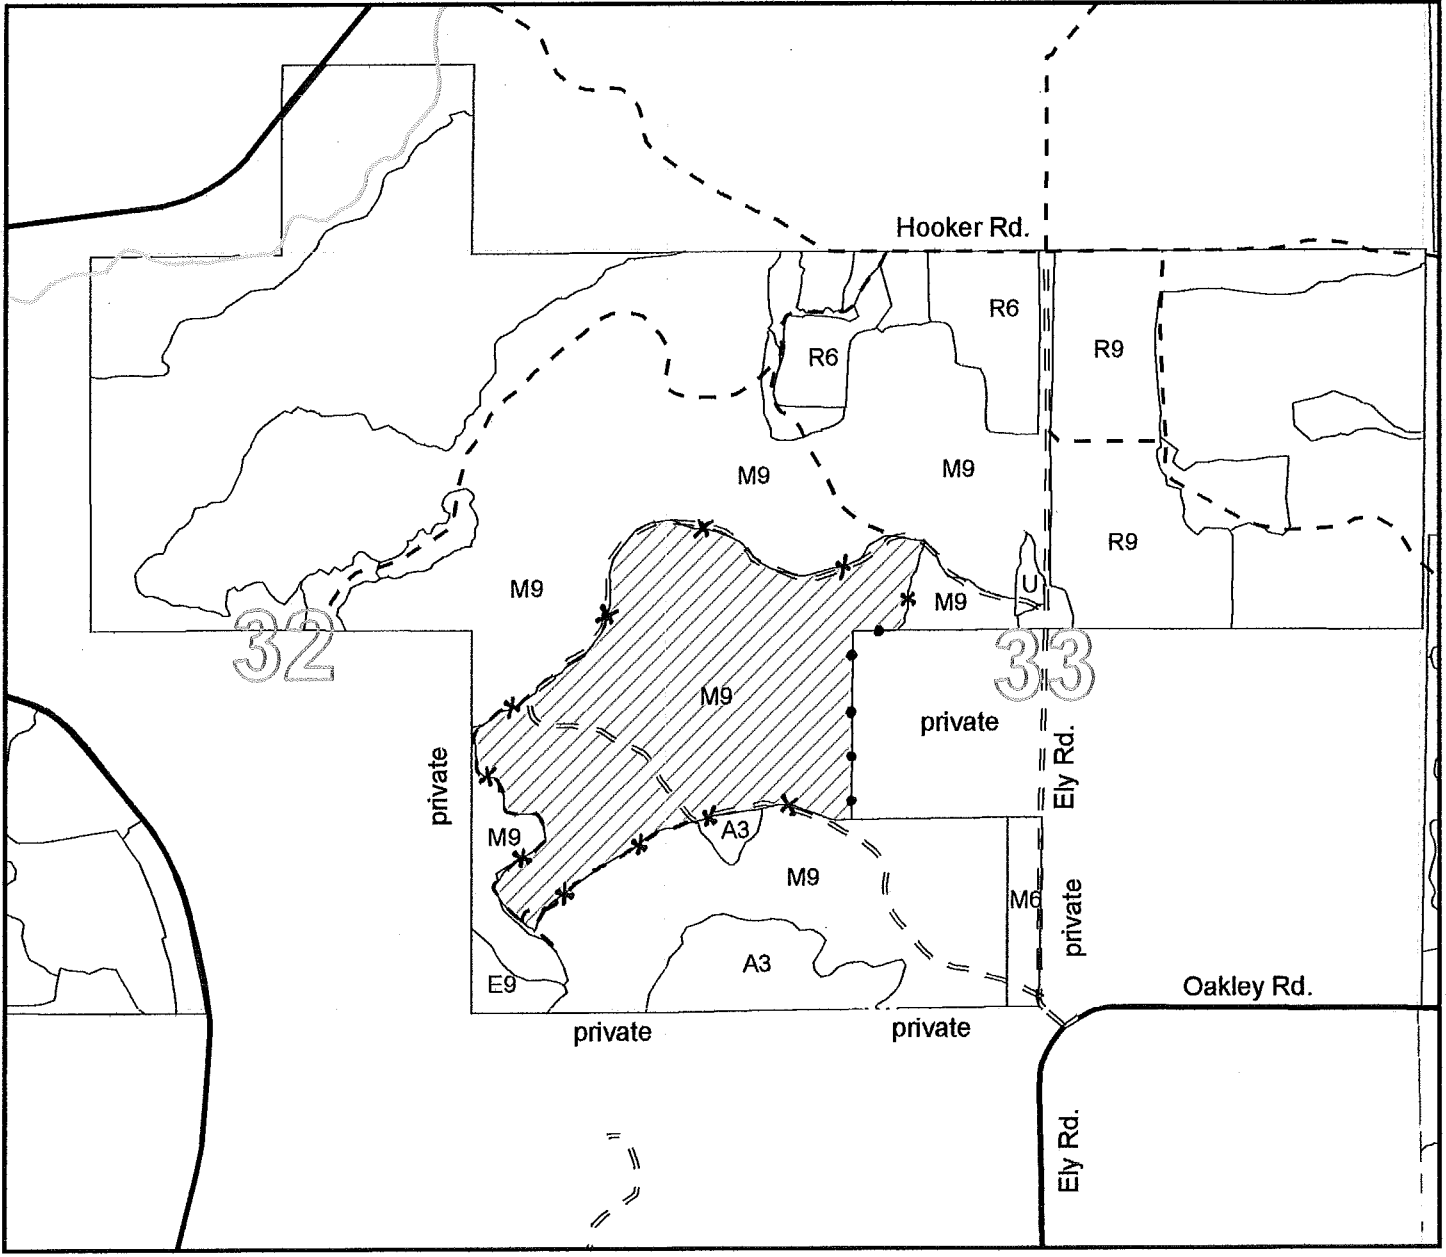 Hooker Rd.
R6
R9
R6
M9
M9
R9
M9
U
M9
32
33
M9
private
Ely Rd.
private
M9
A3
M9
M6
private
A3
E9
Oakley Rd.
private
private
Ely Rd.